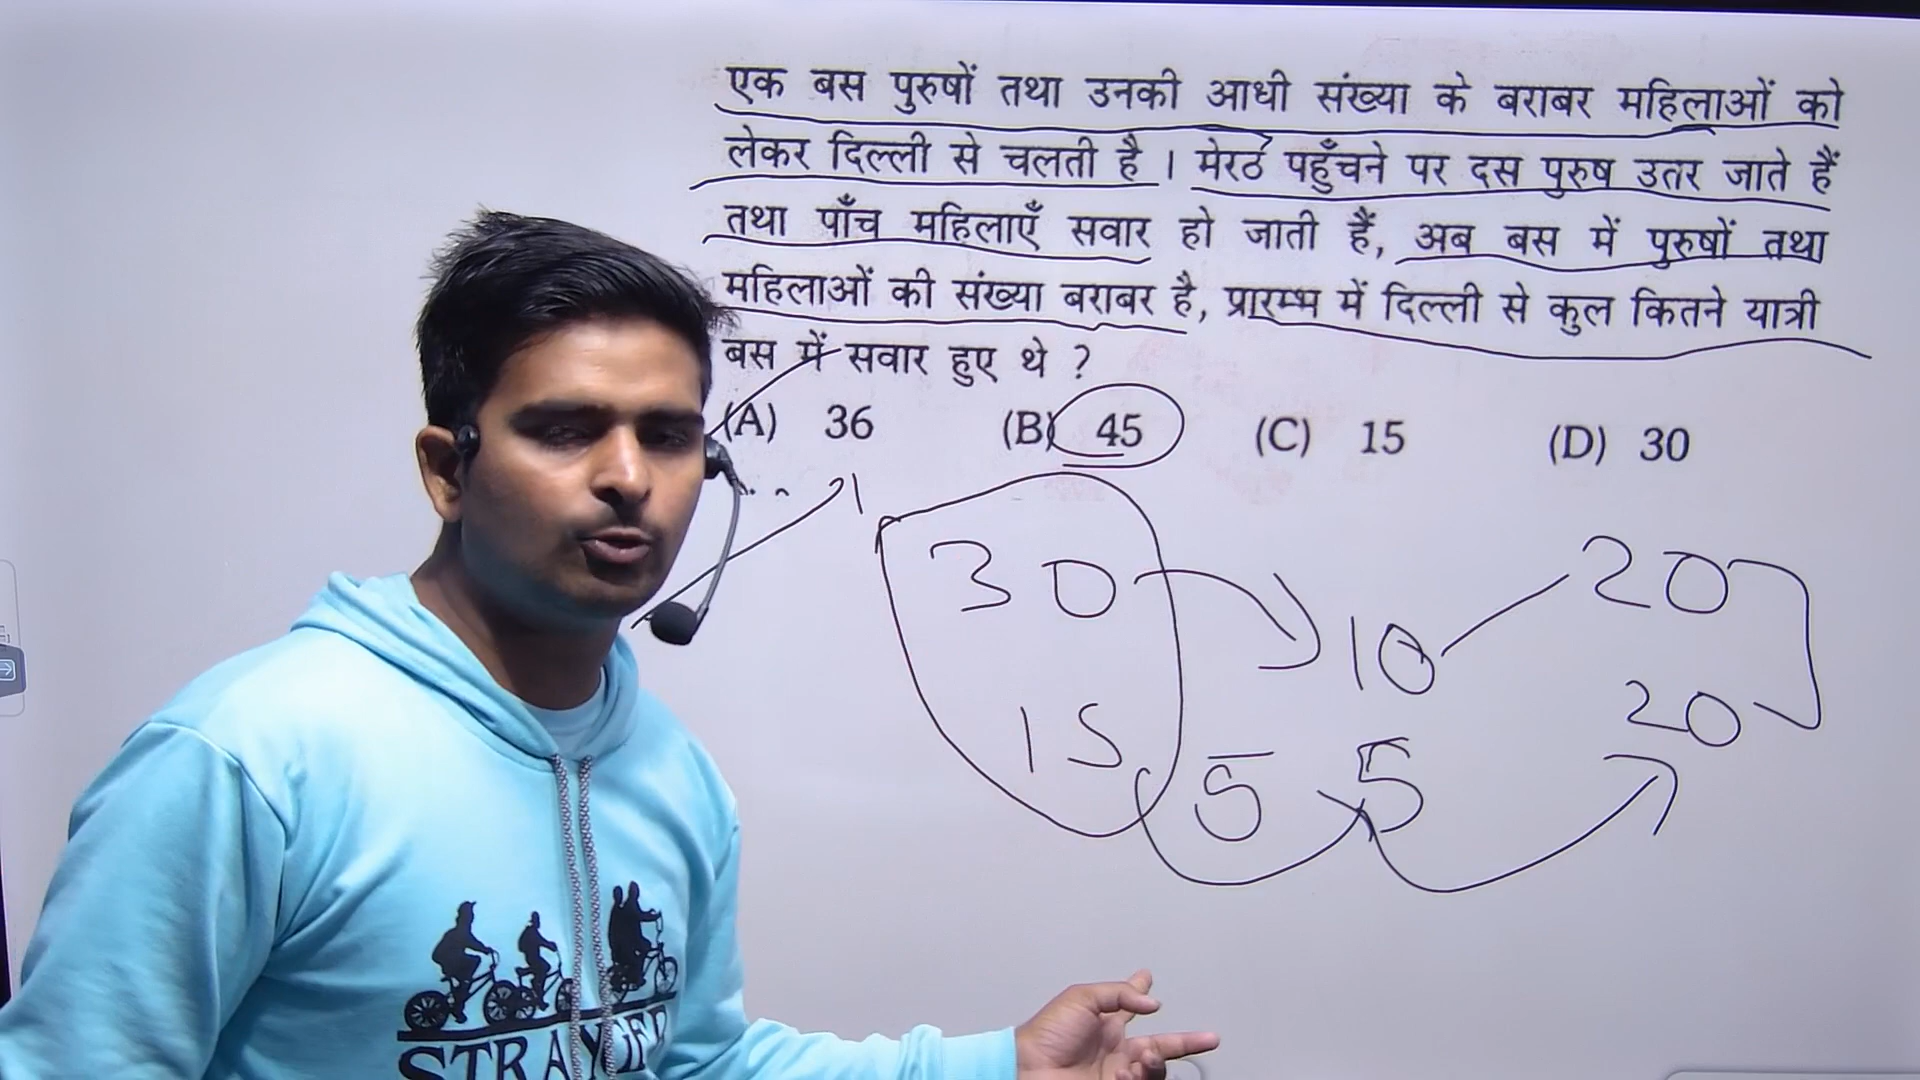 एक बस पुरुषों तथा उनकी आधी संख्या के बराबर महिलाओं को
लेकर दिल्ली से चलती है । मेरठ पहुँचने पर दस पुरुष उतर जाते हैं
तथा पाँच महिलाएँ सवार हो जाती हैं, अब बस में पुरुषों तथा
महिलाओं की संख्या बराबर है, प्रारम्भ में दिल्ली से कुल कितने यात्री
बस में सवार हुए थे ?
(A) 36 (B) 45 (C) 15 (D) 30
30 10 20
15 5 5 20
STRANGER